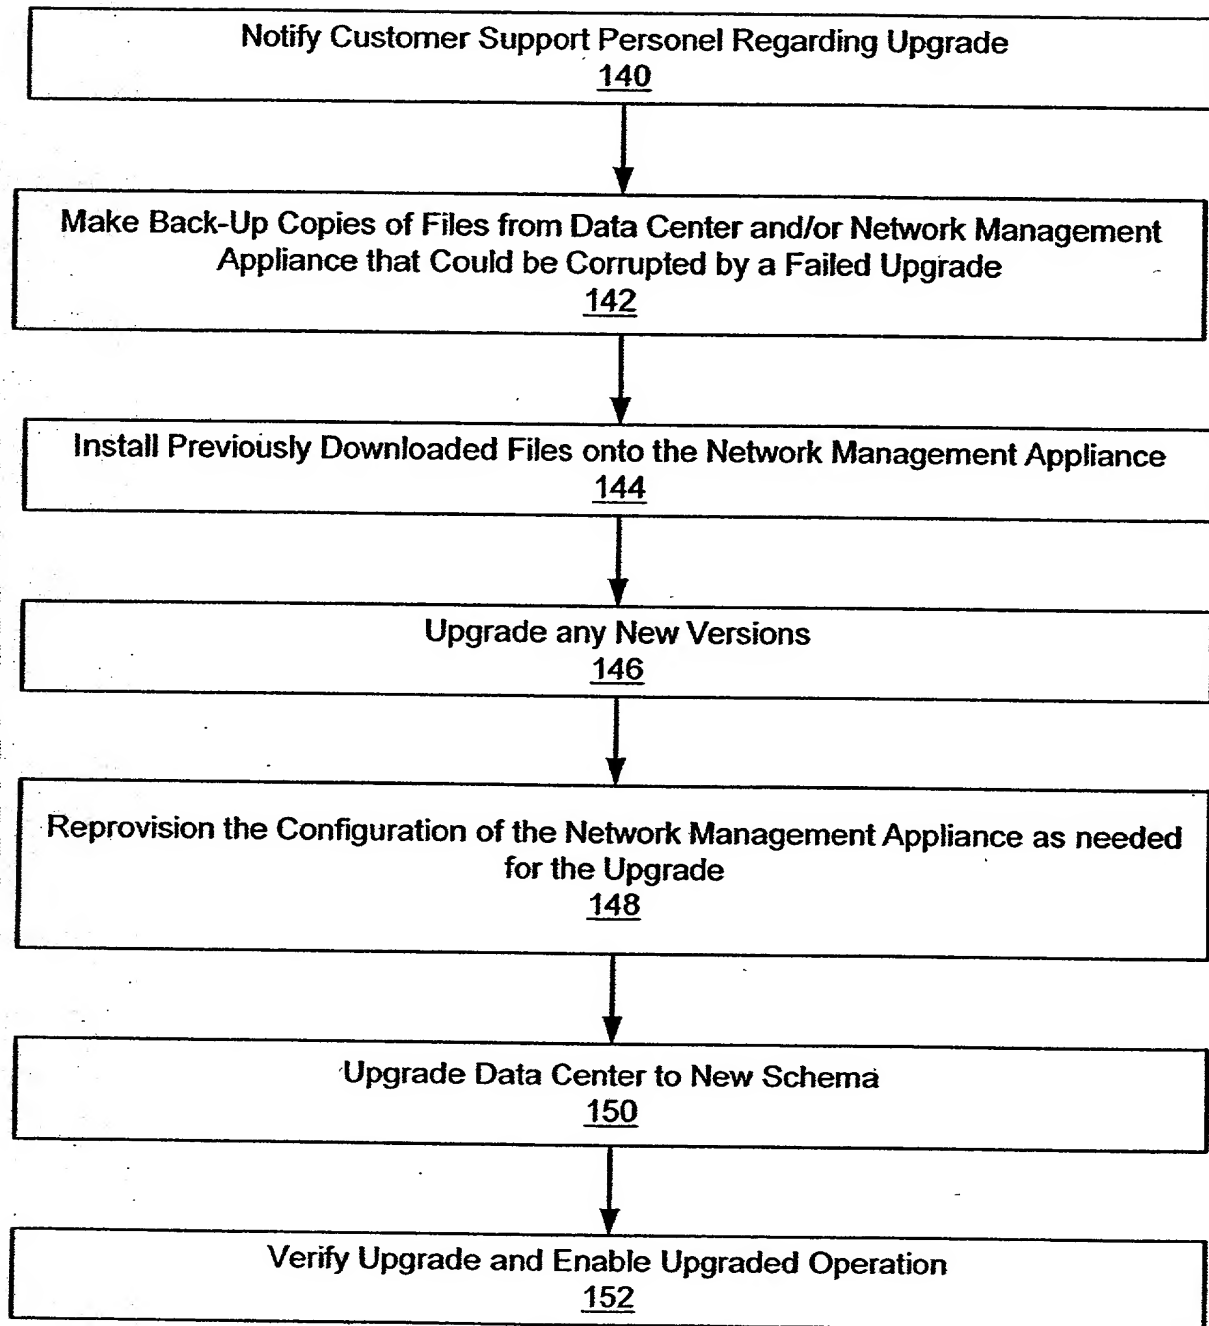 Notify Customer Support Personel Regarding Upgrade
140
Make Back-Up Copies of Files from Data Center and/or Network Management
Appliance that Could be Corrupted by a Failed Upgrade
142
Install Previously Downloaded Files onto the Network Management Appliance
144
Upgrade any New Versions
146
Reprovision the Configuration of the Network Management Appliance as needed
for the Upgrade
148
Upgrade Data Center to New Schema
150
Verify Upgrade and Enable Upgraded Operation
152